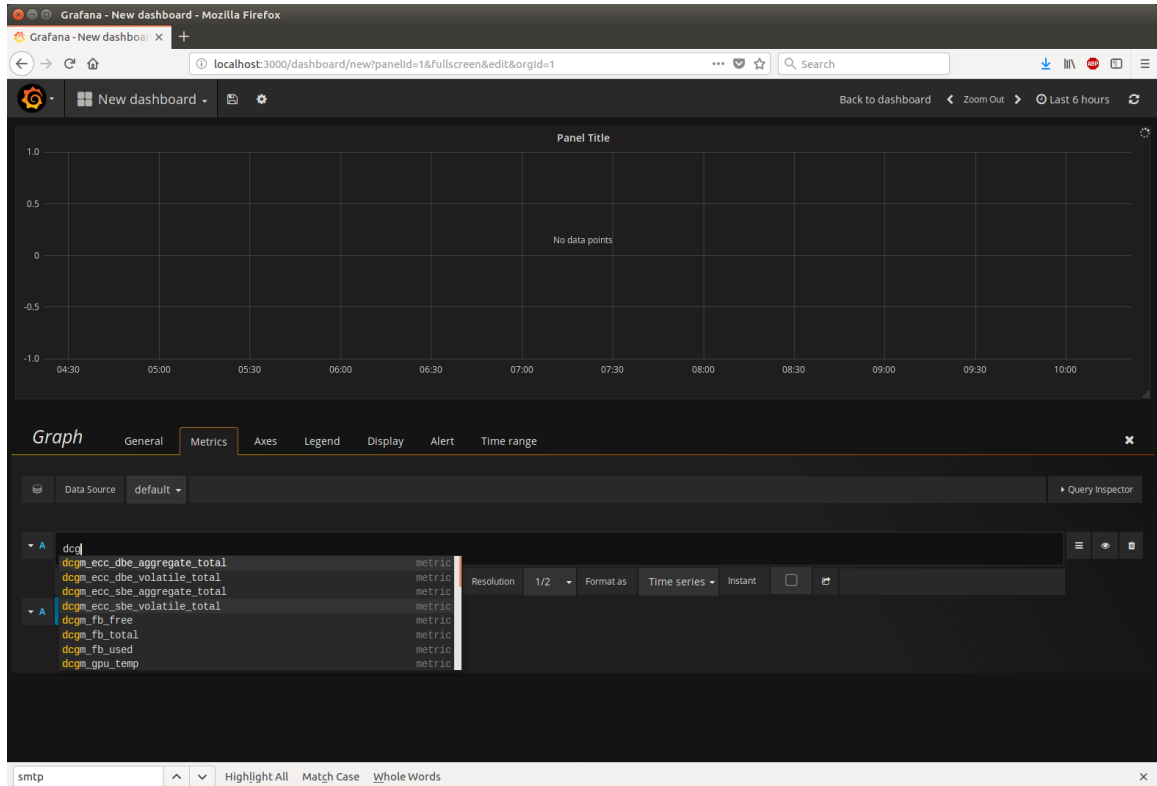 Grafana - New dashboard - Mozilla Firefox
Grafana - New dashboar
localhost:3000/dashboard/new?panelId=1&fullscreen&edit&orgId=1
Search
ABP
New dashboard
Back to dashboard Zoom Out Last 6 hours
Panel Title
1.0
0.5
No data points
0
-0.5
-1.0
04:30 05:00 05:30 06:00 06:30 07:00 07:30 08:00 08:30 09:00 09:30 10:00
Graph General Metrics Axes Legend Display Alert Time range
Data Source default Query Inspector
A dcg
dcgm_ecc_dbe_aggregate_total metric
dcgm_ecc_dbe_volatile_total metric
Resolution 1/2 Format as Time series Instant
dcgm_ecc_sbe_aggregate_total metric
A dcgm_ecc_sbe_volatile_total metric
dcgm_fb_free metric
dcgm_fb_total metric
dcgm_fb_used metric
dcgm_gpu_temp metric
smtp Highlight All Match Case Whole Words